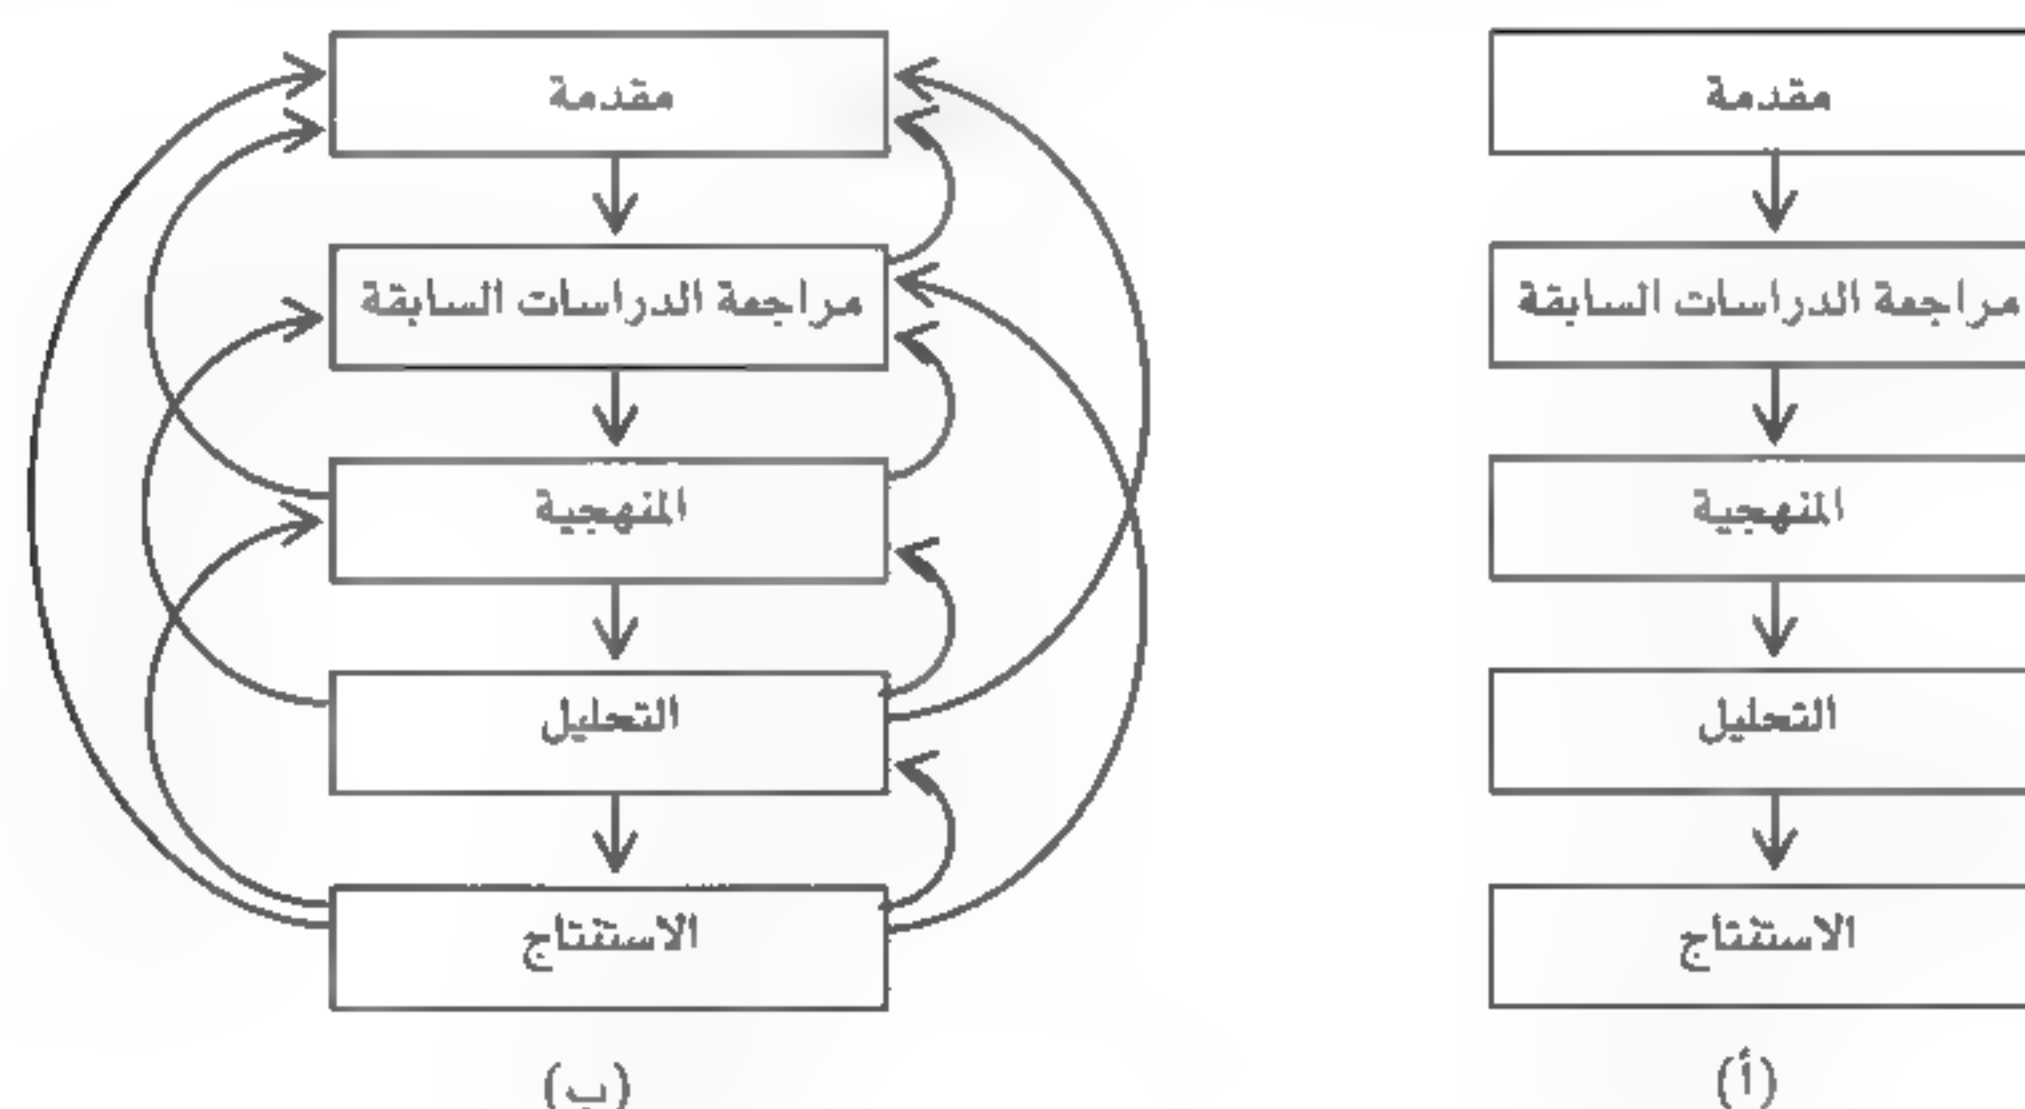 مقدمة
مراجعة الدراسات السابقة
المنهجية
التحليل
الاستنتاج
(أ)
مقدمة
مراجعة الدراسات السابقة
المنهجية
التحليل
الاستنتاج
(ب)